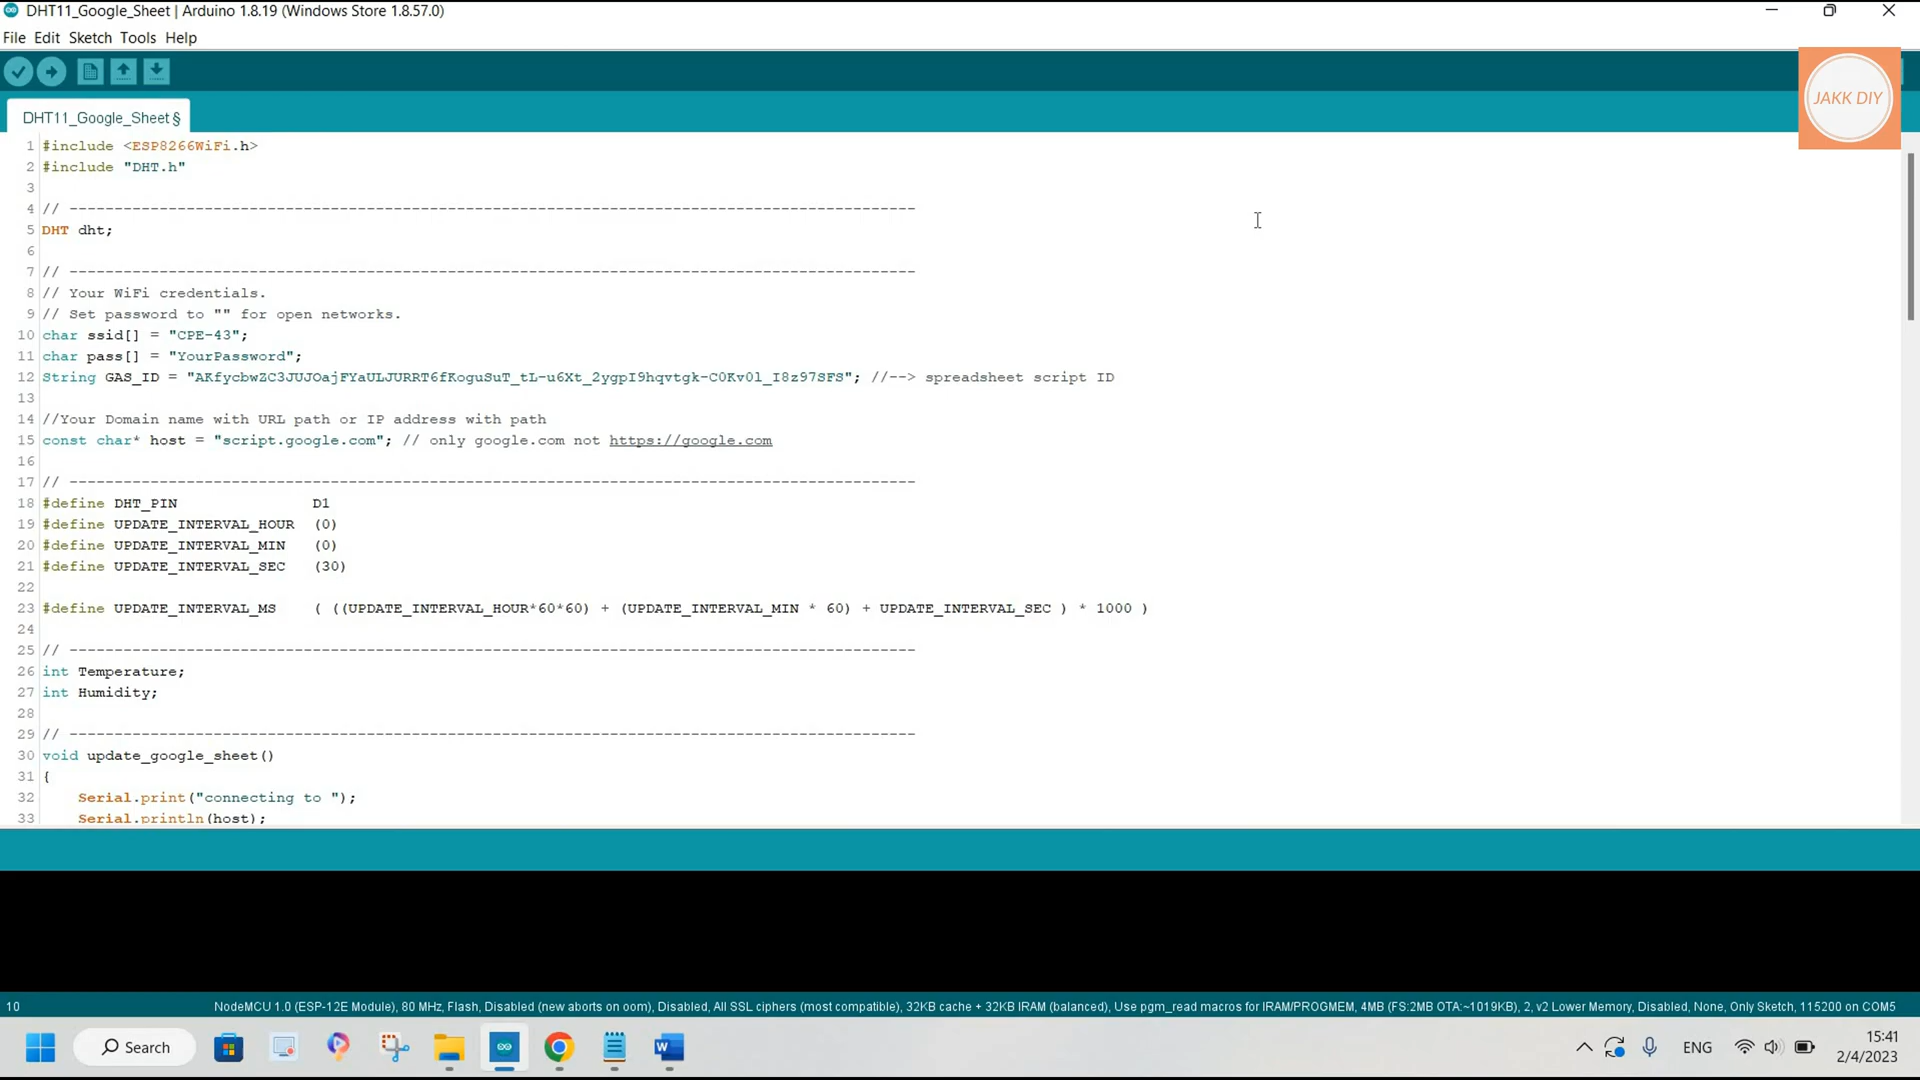 DHT11_Google_Sheet | Arduino 1.8.19 (Windows Store 1.8.57.0)
File Edit Sketch Tools Help
JAKK DIY
DHT11_Google_Sheet §
1 #include <ESP8266WiFi.h>
2 #include "DHT.h"
3
4 // ----------------------------------------------------------------------------------------------
5 DHT dht;
6
7 // ----------------------------------------------------------------------------------------------
8 // Your WiFi credentials.
9 // Set password to "" for open networks.
10 char ssid[] = "CPE-43";
11 char pass[] = "YourPassword";
12 String GAS_ID = "AKfycbwZC3JUJOajFYaULJURRT6fKoguSuT_tL-u6Xt_2ygpI9hqvtgk-C0Kv0l_I8z97SFS"; //--> spreadsheet script ID
13
14 //Your Domain name with URL path or IP address with path
15 const char* host = "script.google.com"; // only google.com not https://google.com
16
17 // ----------------------------------------------------------------------------------------------
18 #define DHT_PIN D1
19 #define UPDATE_INTERVAL_HOUR (0)
20 #define UPDATE_INTERVAL_MIN (0)
21 #define UPDATE_INTERVAL_SEC (30)
22
23 #define UPDATE_INTERVAL_MS ( ((UPDATE_INTERVAL_HOUR*60*60) + (UPDATE_INTERVAL_MIN * 60) + UPDATE_INTERVAL_SEC ) * 1000 )
24
25 // ----------------------------------------------------------------------------------------------
26 int Temperature;
27 int Humidity;
28
29 // ----------------------------------------------------------------------------------------------
30 void update_google_sheet()
31 {
32 Serial.print("connecting to ");
33 Serial.println(host);
10 NodeMCU 1.0 (ESP-12E Module), 80 MHz, Flash, Disabled (new aborts on oom), Disabled, All SSL ciphers (most compatible), 32KB cache + 32KB IRAM (balanced), Use pgm_read macros for IRAM/PROGMEM, 4MB (FS:2MB OTA:~1019KB), 2, v2 Lower Memory, Disabled, None, Only Sketch, 115200 on COM5
Search
ENG
15:41
2/4/2023